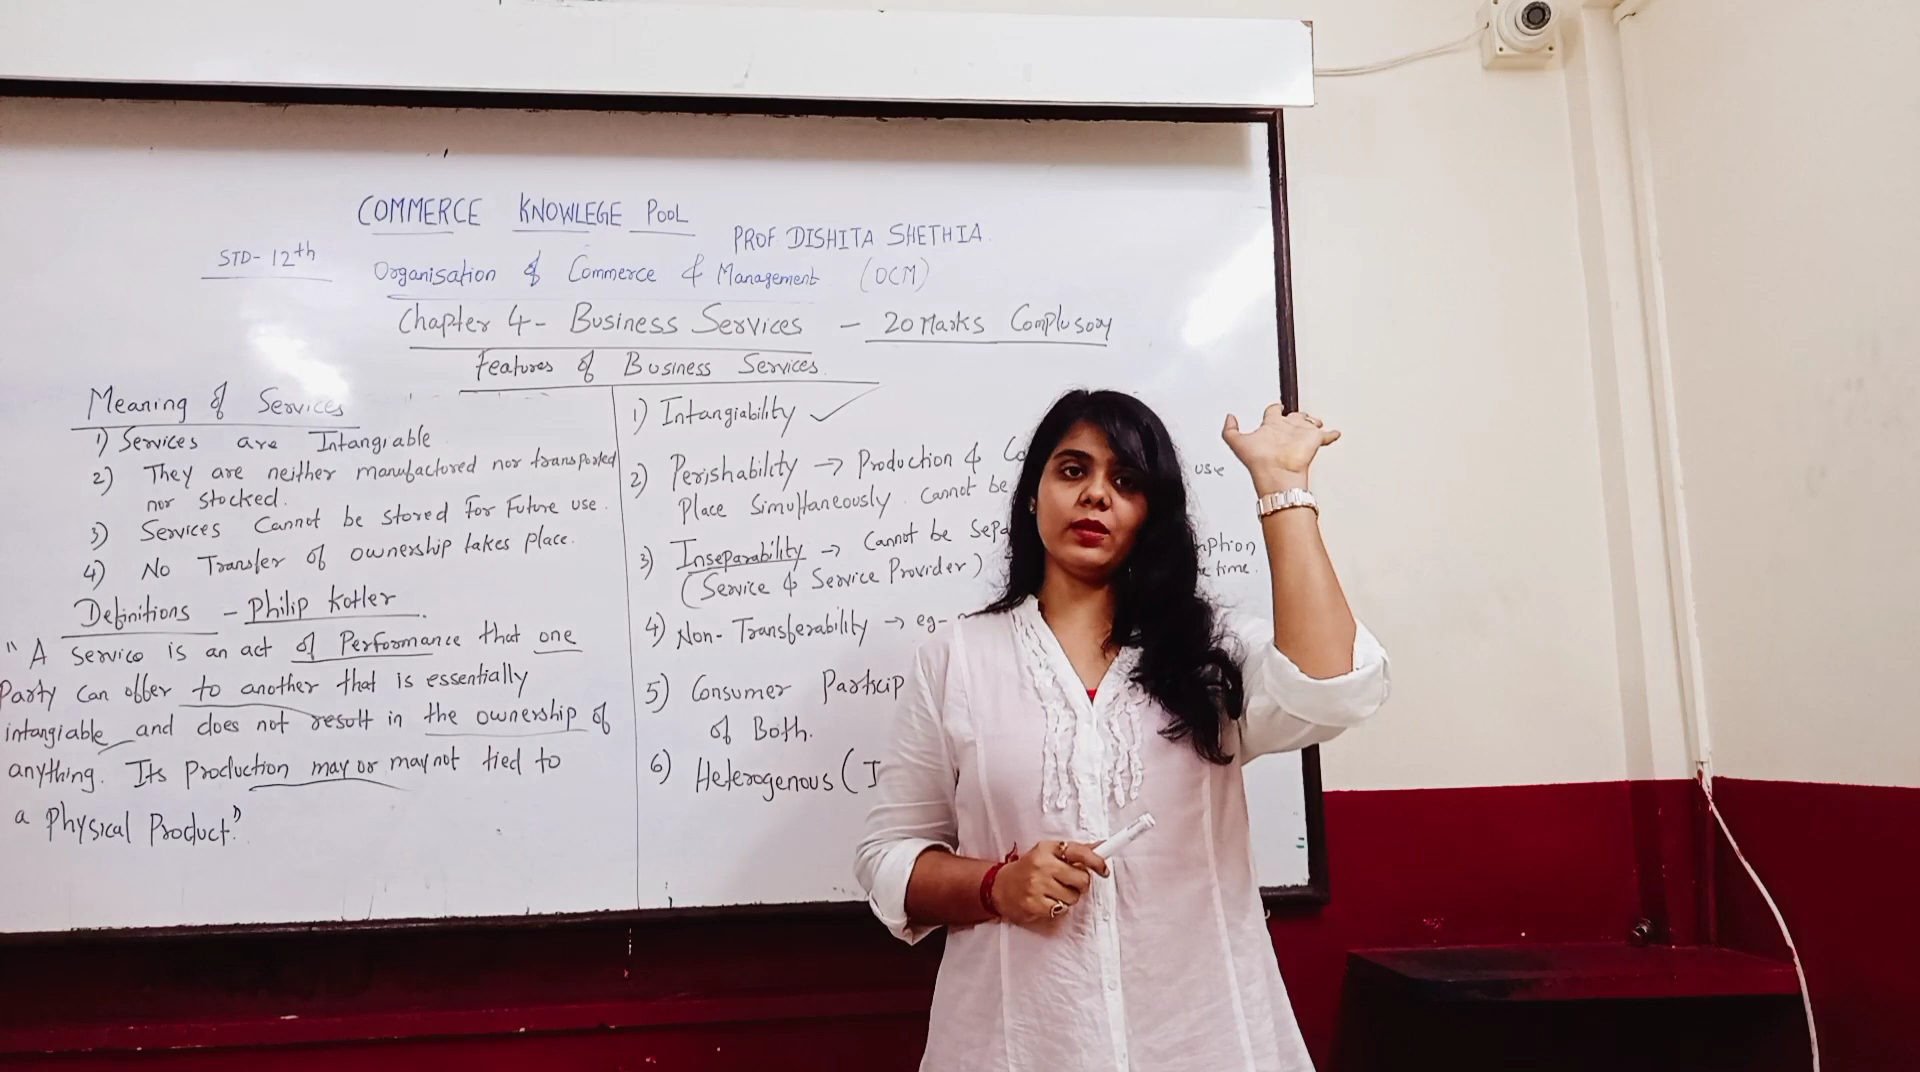 COMMERCE KNOWLEGE POOL
PROF DISHITA SHETHIA.
STD- 12th
Organisation of Commerce & Management (OCM)
Chapter 4- Business Services - 20 Marks Complusory
Features of Business Services.
Meaning of Services
1) Services are Intangiable
2) They are neither manufactored nor transported
nor stocked.
3) Services Cannot be stored for Future use.
4) No Transfer of ownership takes place.
Definitions - Philip Kotler.
"A service is an act of Performance that one
Party can offer to another that is essentially
intangiable and does not result in the ownership of
anything. Its production may or may not tied to
a Physical Product."
1) Intangiability ✓
2) Perishability → Production & Co
Place Simultaneously. Cannot be use
3) Inseparability → Cannot be Sepa mption
(Service & Service Provider) time.
4) Non-Transferability → eg-
5) Consumer Particip
of Both.
6) Heterogenous (I